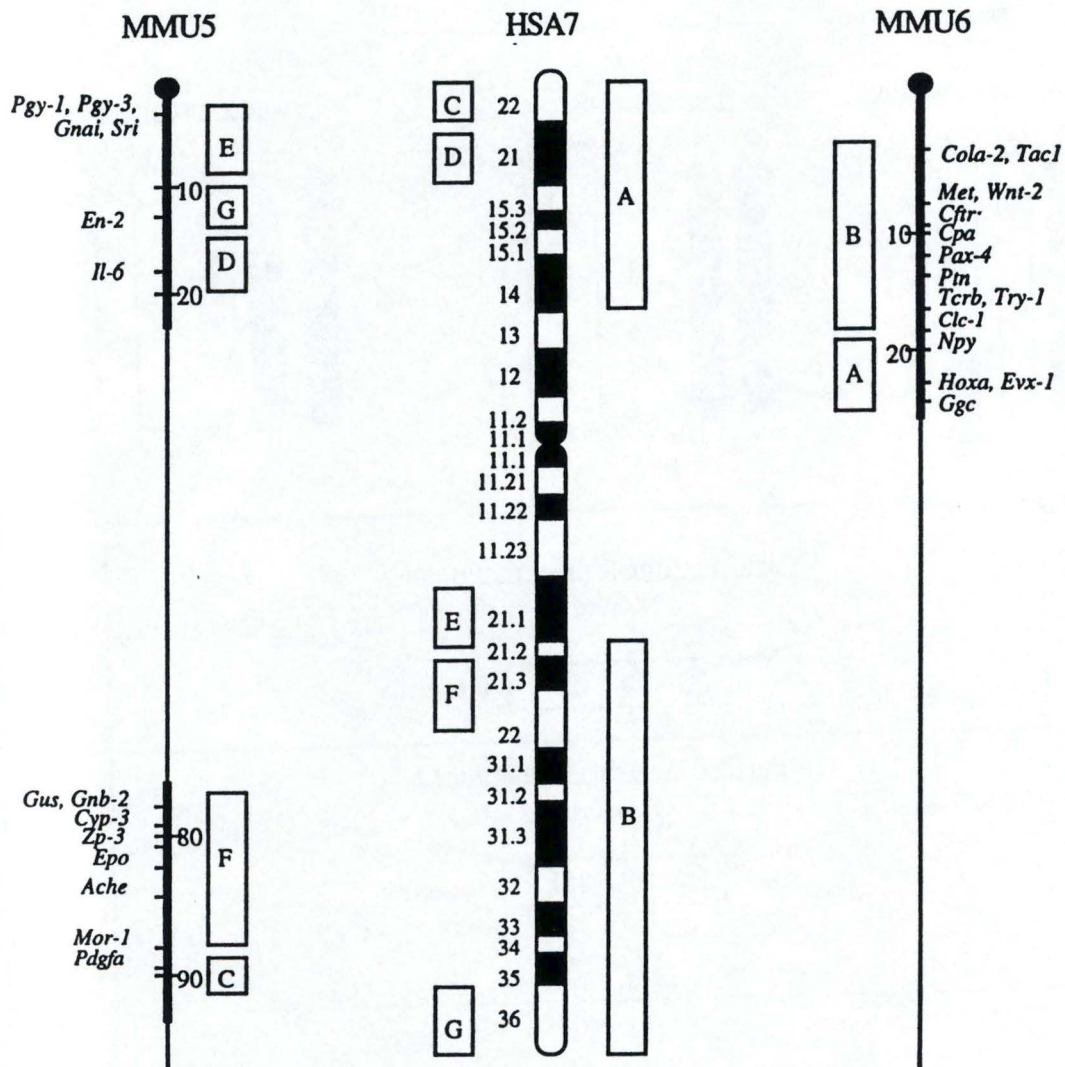 MMU5
HSA7
MMU6
Pgy-1, Pgy-3,
Gnai, Sri
E
10
G
En-2
D
Il-6
20
Gus, Gnb-2
Cyp-3
Zp-3
80
Epo
F
Ache
Mor-1
Pdgfa
90
C
C
D
E
F
G
22
21
15.3
15.2
15.1
14
13
12
11.2
11.1
11.1
11.21
11.22
11.23
21.1
21.2
21.3
22
31.1
31.2
31.3
32
33
34
35
36
A
B
B
A
10
20
Cola-2, Tac1
Met, Wnt-2
Cftr
Cpa
Pax-4
Ptn
Tcrb, Try-1
Clc-1
Npy
Hoxa, Evx-1
Ggc